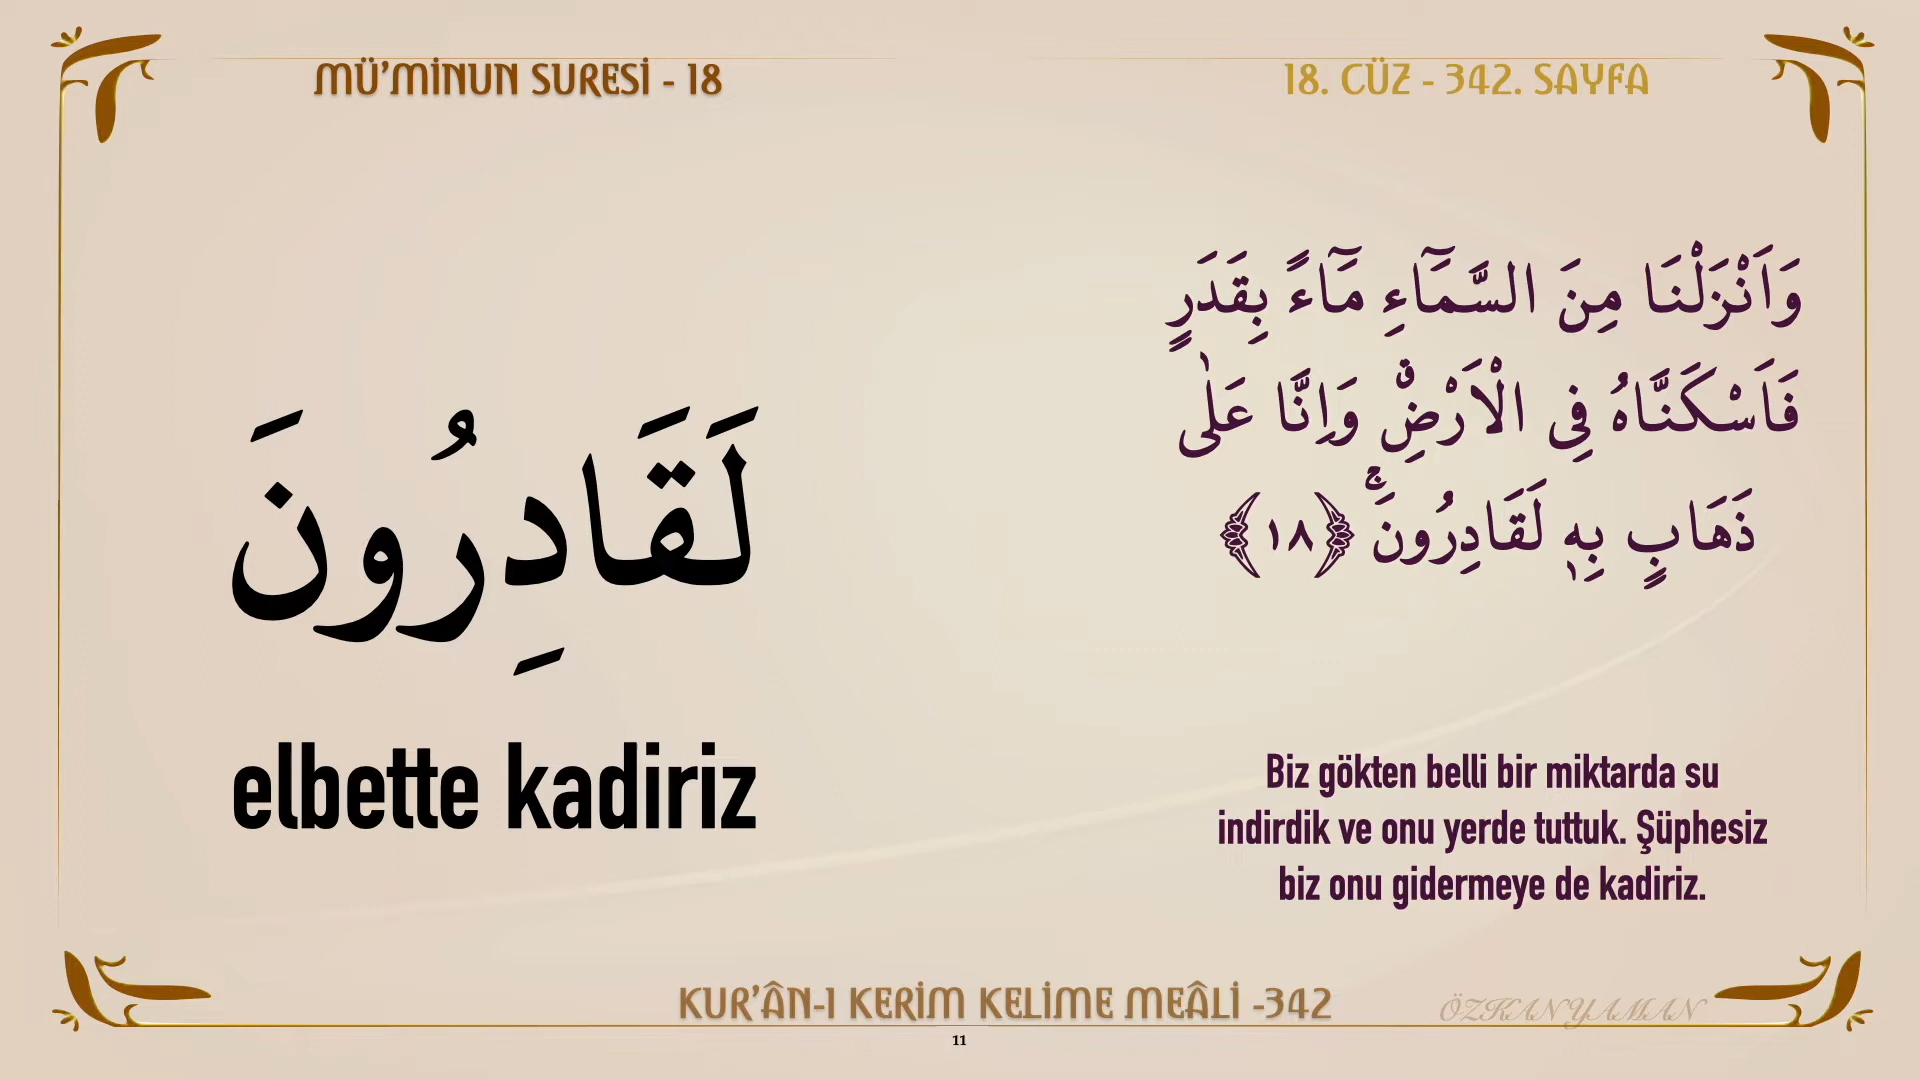 MÜ’MİNUN SURESİ - 18
18. CÜZ - 342. SAYFA
لَقَادِرُونَ
elbette kadiriz
وَاَنْزَلْنَا مِنَ السَّمَٓاءِ مَٓاءً بِقَدَرٍ
فَاَسْكَنَّاهُ فِى الْاَرْضِۗ وَاِنَّا عَلٰى
ذَهَابٍ بِهٖ لَقَادِرُونَۚ ﴿١٨﴾
Biz gökten belli bir miktarda su
indirdik ve onu yerde tuttuk. Şüphesiz
biz onu gidermeye de kadiriz.
KUR’ÂN-I KERİM KELİME MEÂLİ -342
ÖZKAN YAMAN
11